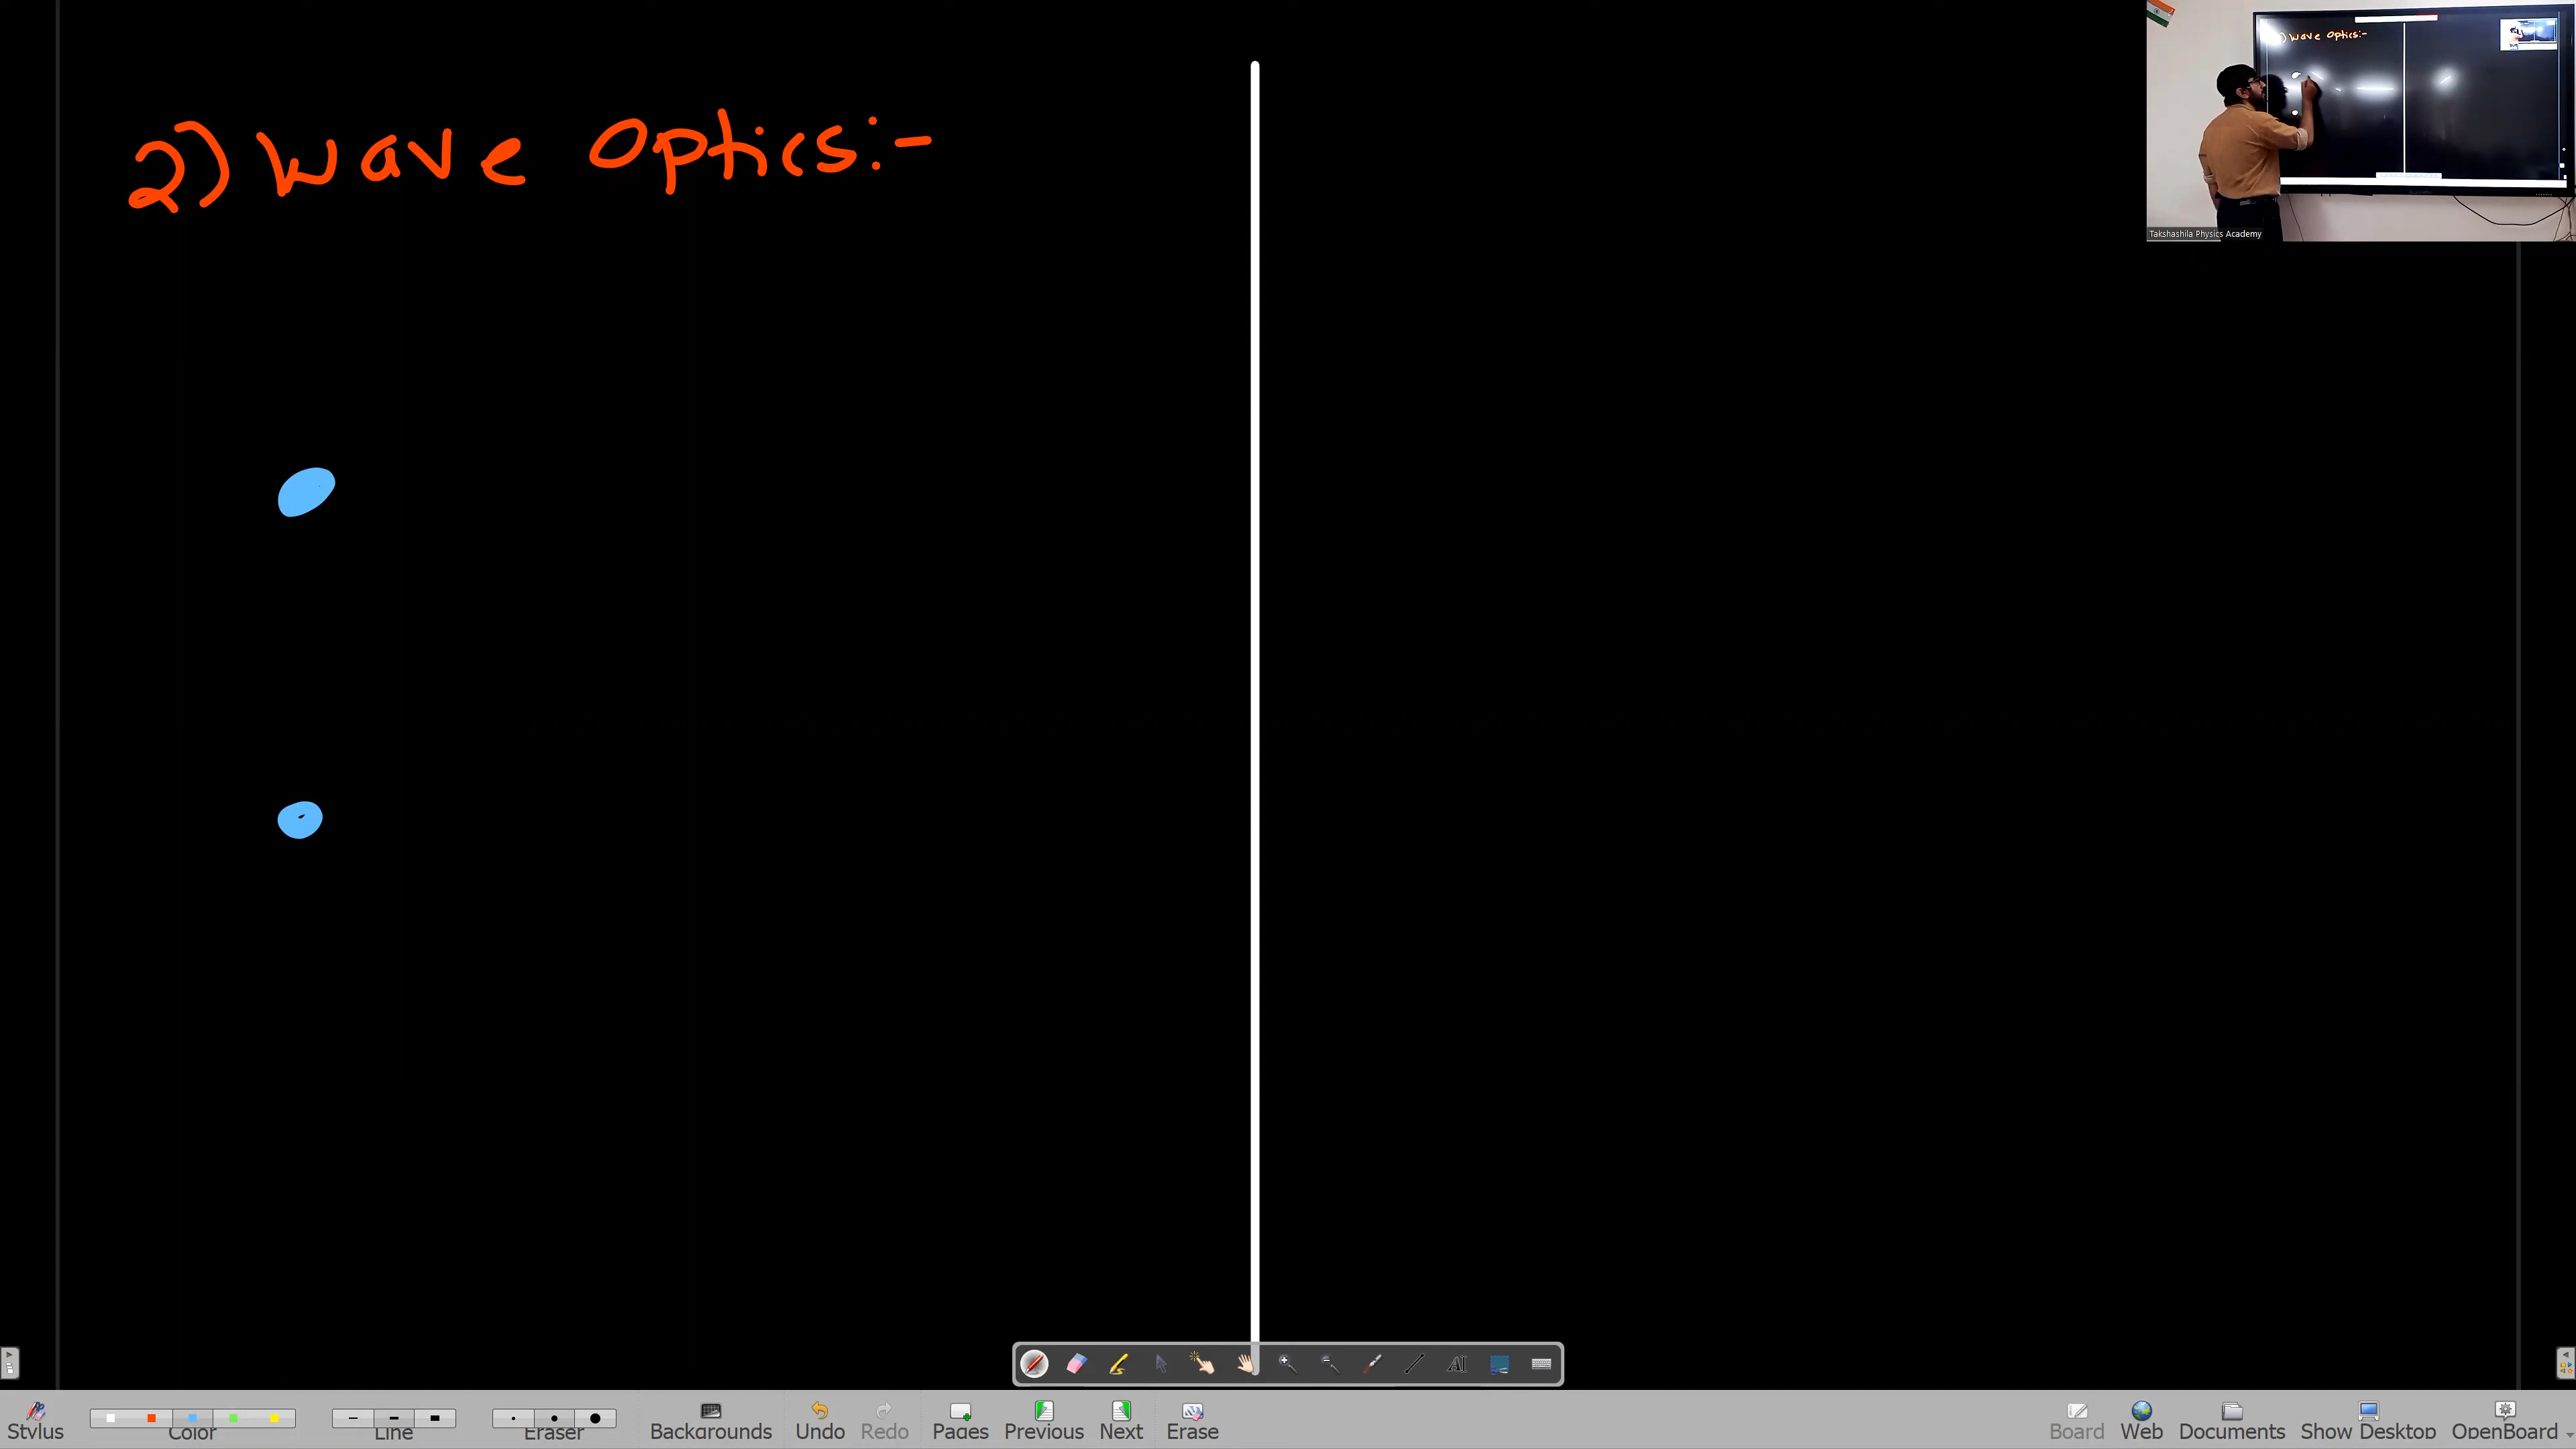 2) Wave Optics:-
Wave Optics:-
Takshashila Physics Academy
Stylus Color Line Eraser Backgrounds Undo Redo Pages Previous Next Erase Board Web Documents Show Desktop OpenBoard